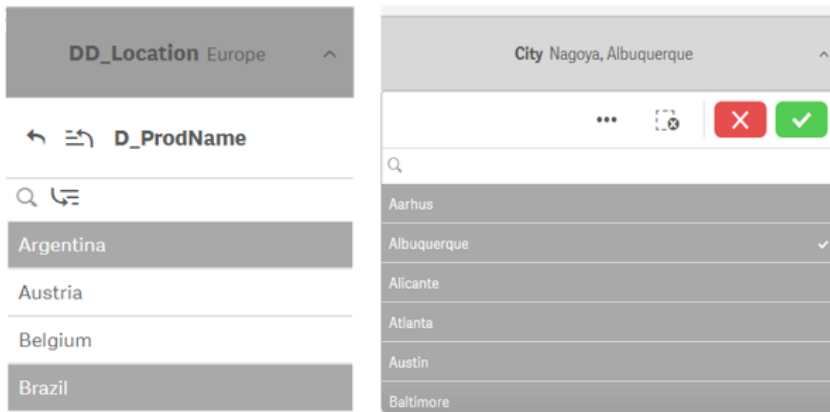 DD_Location Europe
D_ProdName
Argentina
Austria
Belgium
Brazil
City Nagoya, Albuquerque
Aarhus
Albuquerque
Alicante
Atlanta
Austin
Baltimore